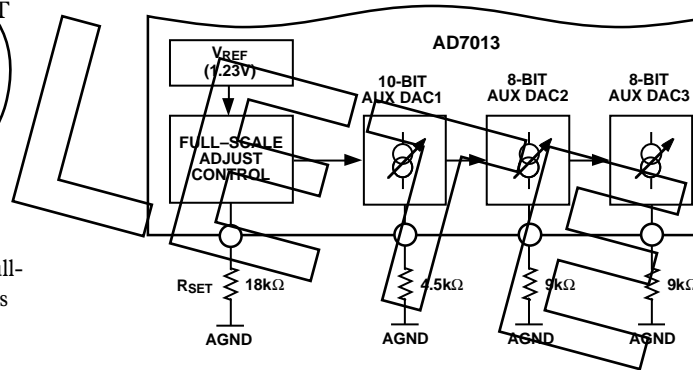 T
AD7013
VREF
(1.23V)
10-BIT
AUX DAC1
8-BIT
AUX DAC2
8-BIT
AUX DAC3
FULL–SCALE
ADJUST
CONTROL
ill-
s
RSET 18kΩ
4.5kΩ
9kΩ
9kΩ
AGND
AGND
AGND
AGND